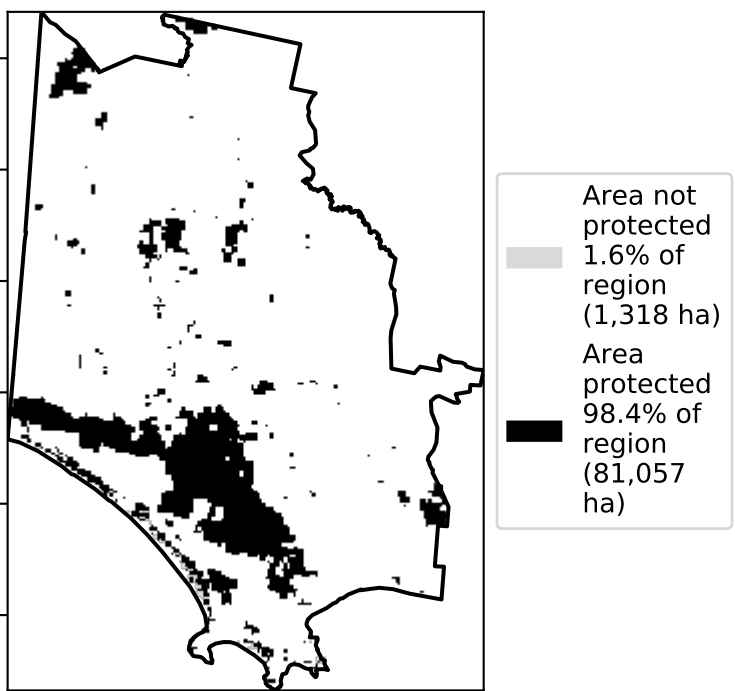 Area not
protected
1.6% of
region
(1,318 ha)
Area
protected
98.4% of
region
(81,057
ha)